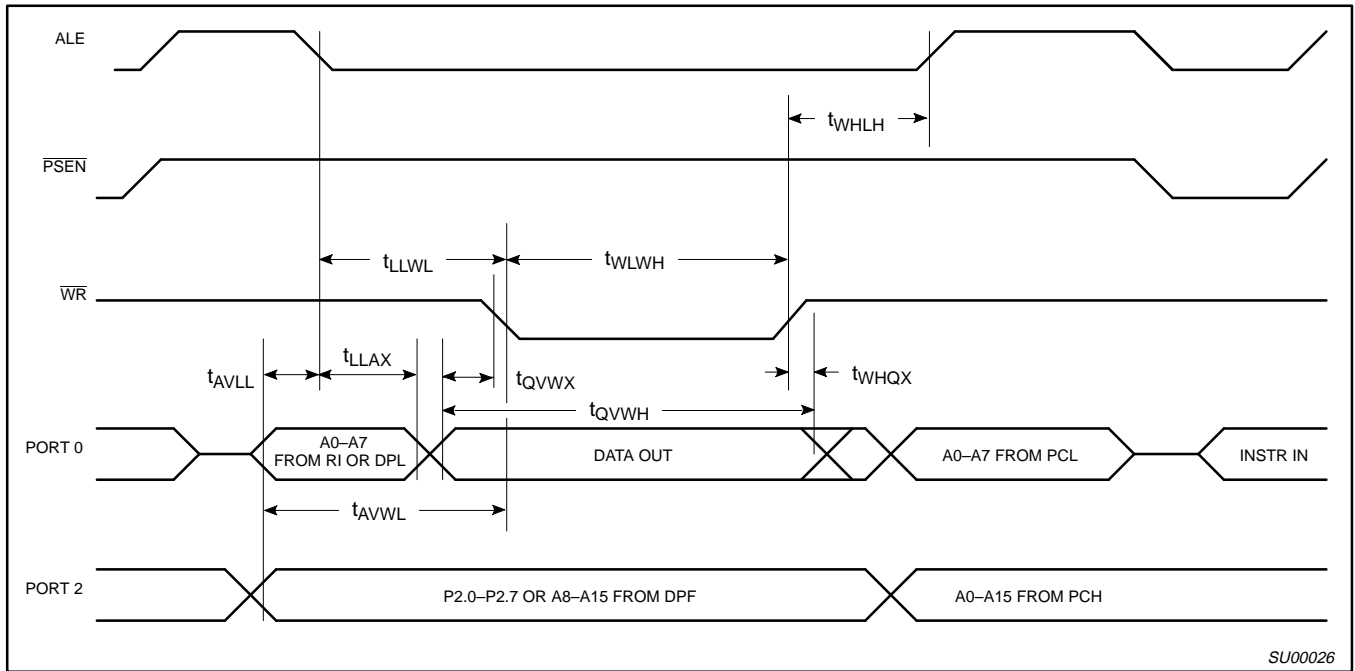 ALE
tWHLH
PSEN
tLLWL
tWLWH
WR
tAVLL
tLLAX
tQVWX
tWHQX
tQVWH
PORT 0
A0–A7
FROM RI OR DPL
DATA OUT
A0–A7 FROM PCL
INSTR IN
tAVWL
PORT 2
P2.0–P2.7 OR A8–A15 FROM DPF
A0–A15 FROM PCH
SU00026